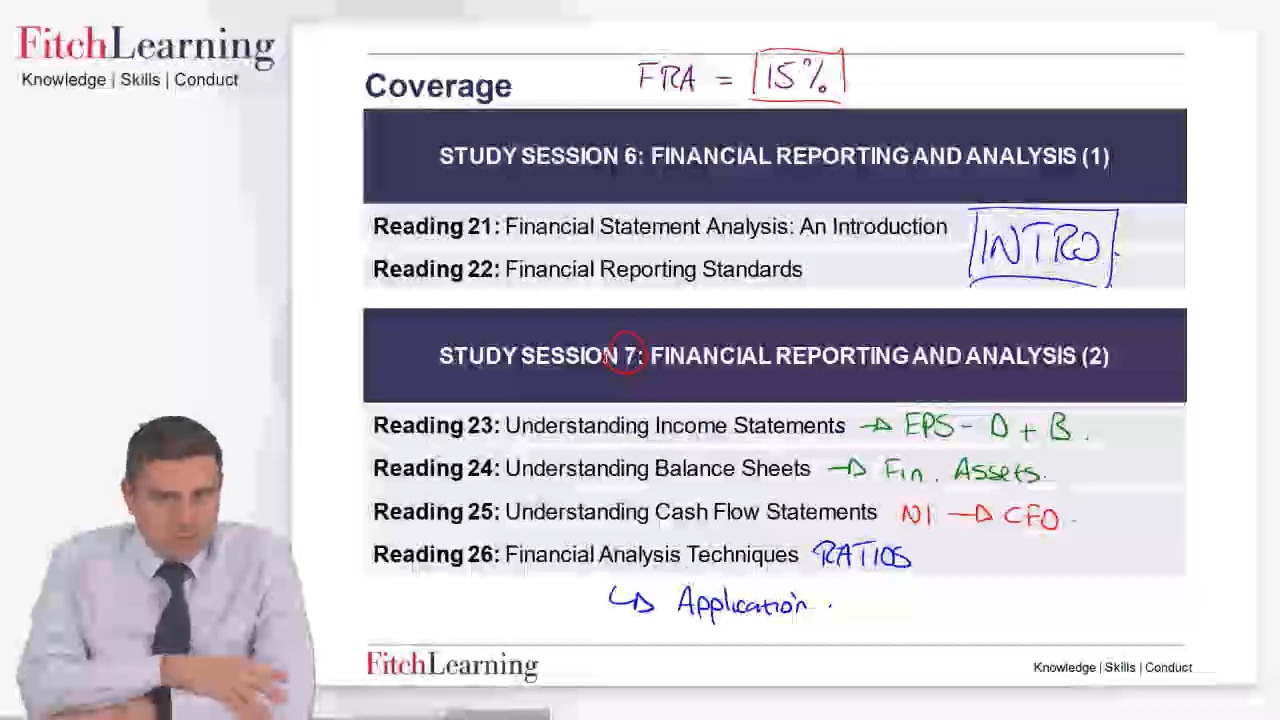 FitchLearning
Knowledge | Skills | Conduct
Coverage
FRA = 15%
STUDY SESSION 6: FINANCIAL REPORTING AND ANALYSIS (1)
Reading 21: Financial Statement Analysis: An Introduction
INTRO.
Reading 22: Financial Reporting Standards
STUDY SESSION 7: FINANCIAL REPORTING AND ANALYSIS (2)
Reading 23: Understanding Income Statements → EPS - D + B.
Reading 24: Understanding Balance Sheets → Fin. Assets.
Reading 25: Understanding Cash Flow Statements NI → CFO.
Reading 26: Financial Analysis Techniques RATIOS
↳ Application.
FitchLearning
Knowledge | Skills | Conduct